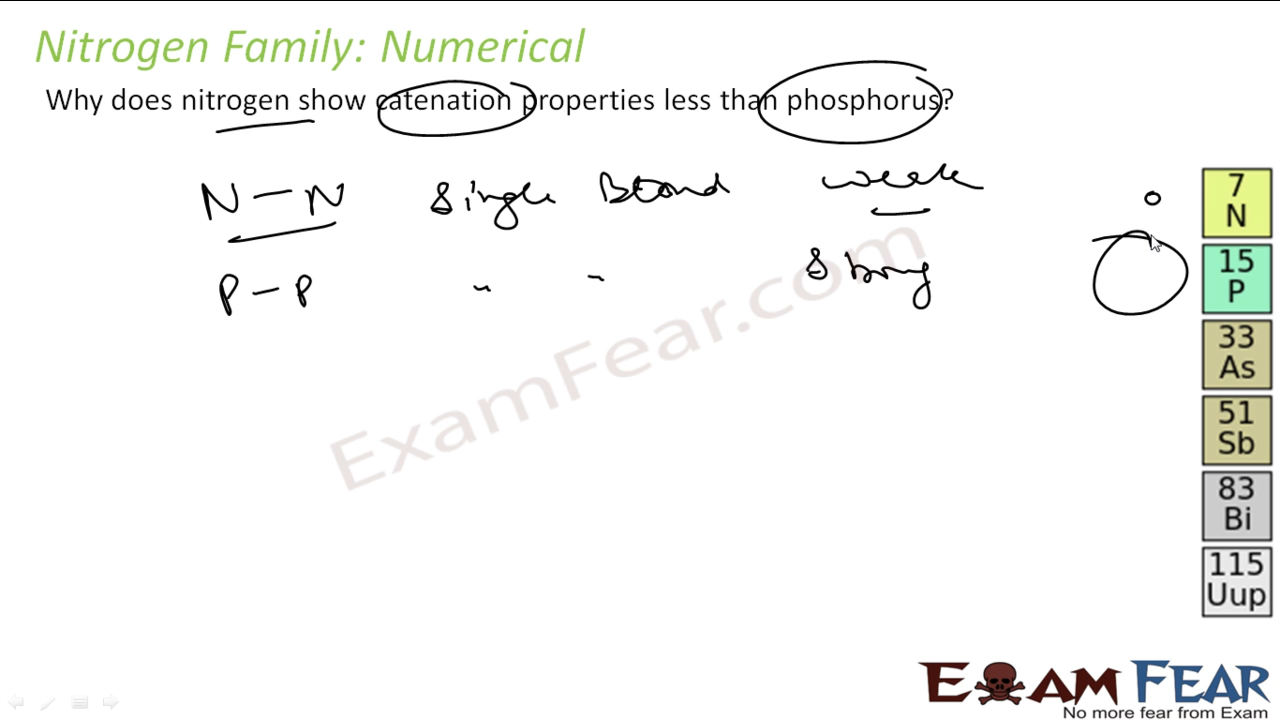 Nitrogen Family: Numerical
Why does nitrogen show catenation properties less than phosphorus?
N — N Single Bond weak
P – P " " Strong
7
N
15
P
33
As
51
Sb
83
Bi
115
Uup
ExamFear.com
EXAM FEAR
No more fear from Exam